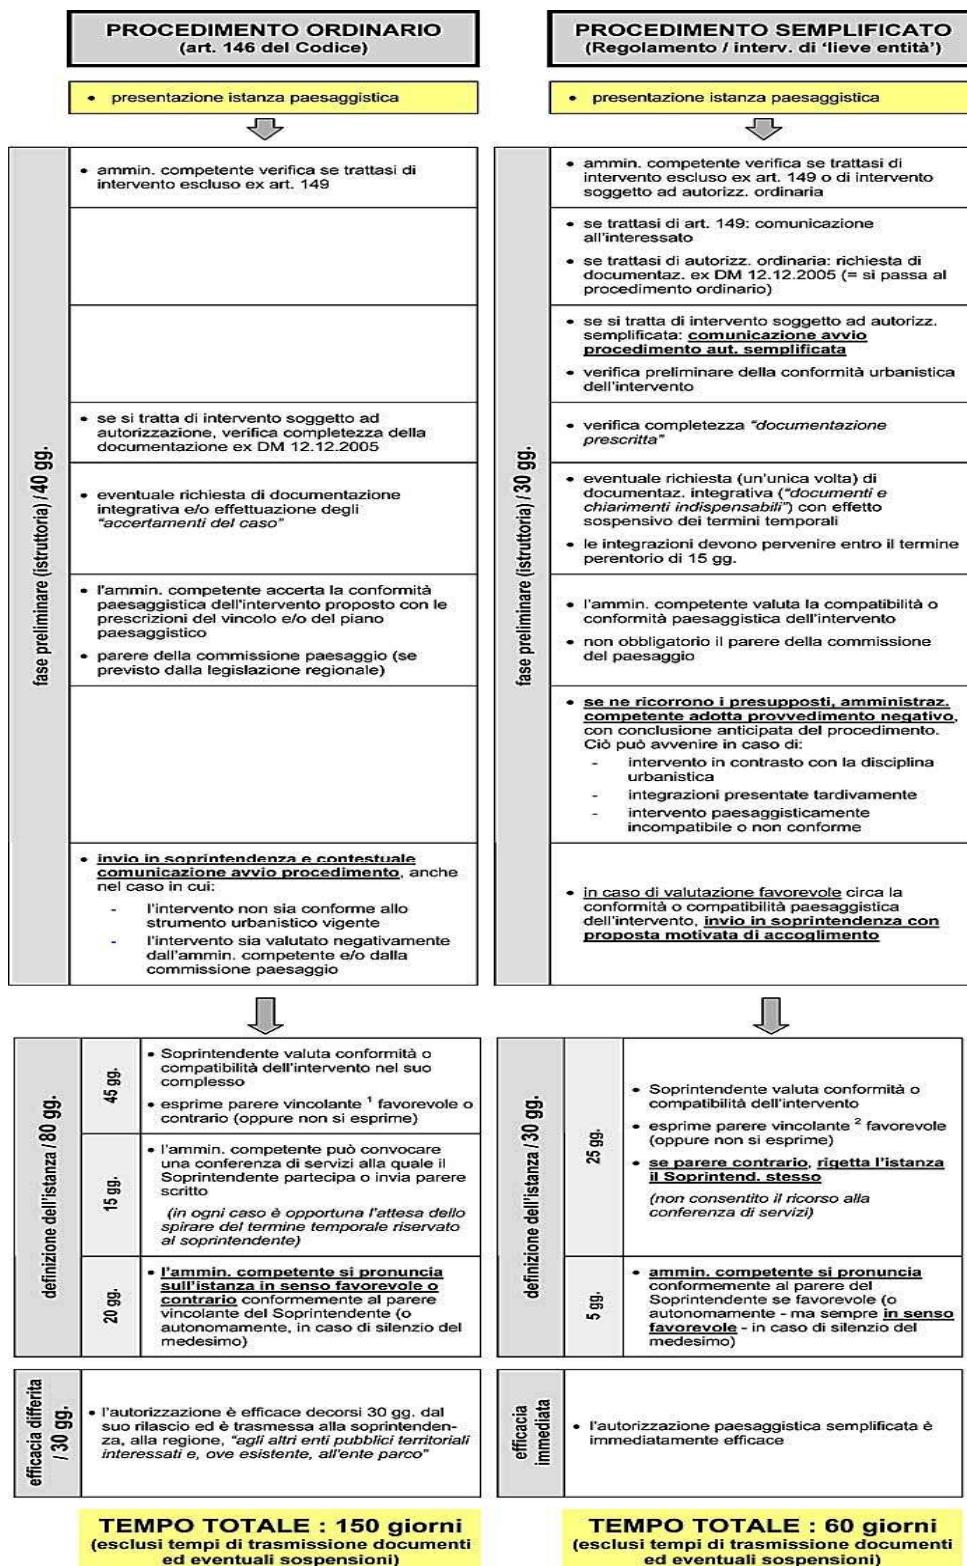 PROCEDIMENTO ORDINARIO
(art. 146 del Codice)
• presentazione istanza paesaggistica
fase preliminare (istruttoria) / 40 gg.
• ammin. competente verifica se trattasi di
intervento escluso ex art. 149
• se si tratta di intervento soggetto ad
autorizzazione, verifica completezza della
documentazione ex DM 12.12.2005
• eventuale richiesta di documentazione
integrativa e/o effettuazione degli
"accertamenti del caso"
• l'ammin. competente accerta la conformità
paesaggistica dell'intervento proposto con le
prescrizioni del vincolo e/o del piano
paesaggistico
• parere della commissione paesaggio (se
previsto dalla legislazione regionale)
• invio in soprintendenza e contestuale
comunicazione avvio procedimento, anche
nel caso in cui:
- l'intervento non sia conforme allo
strumento urbanistico vigente
- l'intervento sia valutato negativamente
dall'ammin. competente e/o dalla
commissione paesaggio
definizione dell'istanza / 80 gg.
45 gg.
• Soprintendente valuta conformità o
compatibilità dell'intervento nel suo
complesso
• esprime parere vincolante 1 favorevole o
contrario (oppure non si esprime)
15 gg.
• l'ammin. competente può convocare
una conferenza di servizi alla quale il
Soprintendente partecipa o invia parere
scritto
(in ogni caso è opportuna l'attesa dello
spirare del termine temporale riservato
al soprintendente)
20 gg.
• l'ammin. competente si pronuncia
sull'istanza in senso favorevole o
contrario conformemente al parere
vincolante del Soprintendente (o
autonomamente, in caso di silenzio del
medesimo)
efficacia differita
/ 30 gg.
• l'autorizzazione è efficace decorsi 30 gg. dal
suo rilascio ed è trasmessa alla soprintenden-
za, alla regione, "agli altri enti pubblici territoriali
interessati e, ove esistente, all'ente parco"
TEMPO TOTALE : 150 giorni
(esclusi tempi di trasmissione documenti
ed eventuali sospensioni)
PROCEDIMENTO SEMPLIFICATO
(Regolamento / interv. di 'lieve entità')
• presentazione istanza paesaggistica
fase preliminare (istruttoria) / 30 gg.
• ammin. competente verifica se trattasi di
intervento escluso ex art. 149 o di intervento
soggetto ad autorizz. ordinaria
• se trattasi di art. 149: comunicazione
all'interessato
• se trattasi di autorizz. ordinaria: richiesta di
documentaz. ex DM 12.12.2005 (= si passa al
procedimento ordinario)
• se si tratta di intervento soggetto ad autorizz.
semplificata: comunicazione avvio
procedimento aut. semplificata
• verifica preliminare della conformità urbanistica
dell'intervento
• verifica completezza "documentazione
prescritta"
• eventuale richiesta (un'unica volta) di
documentaz. integrativa ("documenti e
chiarimenti indispensabili") con effetto
sospensivo dei termini temporali
• le integrazioni devono pervenire entro il termine
perentorio di 15 gg.
• l'ammin. competente valuta la compatibilità o
conformità paesaggistica dell'intervento
• non obbligatorio il parere della commissione
del paesaggio
• se ne ricorrono i presupposti, amministraz.
competente adotta provvedimento negativo,
con conclusione anticipata del procedimento.
Ciò può avvenire in caso di:
- intervento in contrasto con la disciplina
urbanistica
- integrazioni presentate tardivamente
- intervento paesaggisticamente
incompatibile o non conforme
• in caso di valutazione favorevole circa la
conformità o compatibilità paesaggistica
dell'intervento, invio in soprintendenza con
proposta motivata di accoglimento
definizione dell'istanza / 30 gg.
25 gg.
• Soprintendente valuta conformità o
compatibilità dell'intervento
• esprime parere vincolante 2 favorevole
(oppure non si esprime)
• se parere contrario, rigetta l'istanza
il Soprintend. stesso
(non consentito il ricorso alla
conferenza di servizi)
5 gg.
• ammin. competente si pronuncia
conformemente al parere del
Soprintendente se favorevole (o
autonomamente - ma sempre in senso
favorevole - in caso di silenzio del
medesimo)
efficacia
immediata
• l'autorizzazione paesaggistica semplificata è
immediatamente efficace
TEMPO TOTALE : 60 giorni
(esclusi tempi di trasmissione documenti
ed eventuali sospensioni)